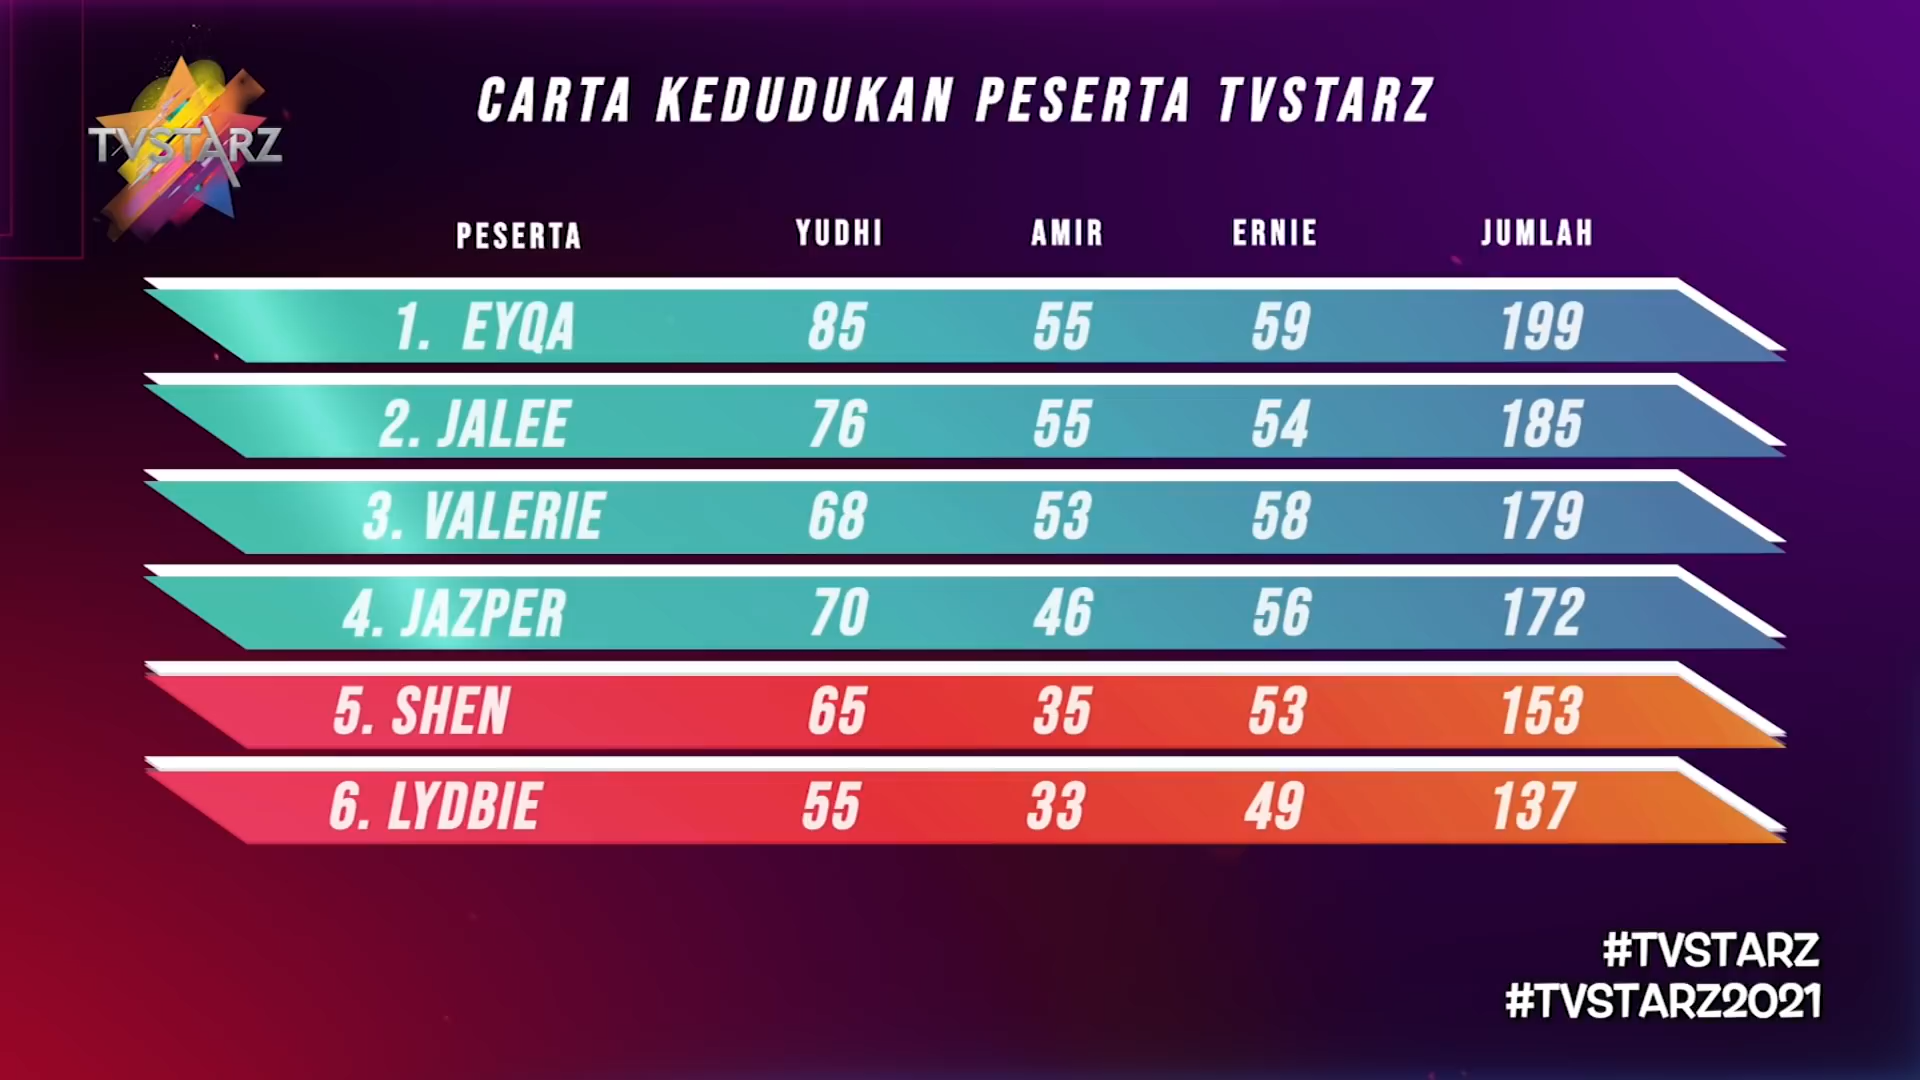 TVSTARZ
CARTA KEDUDUKAN PESERTA TVSTARZ
PESERTA YUDHI AMIR ERNIE JUMLAH
1. EYQA 85 55 59 199
2. JALEE 76 55 54 185
3. VALERIE 68 53 58 179
4. JAZPER 70 46 56 172
5. SHEN 65 35 53 153
6. LYDBIE 55 33 49 137
#TVSTARZ
#TVSTARZ2021